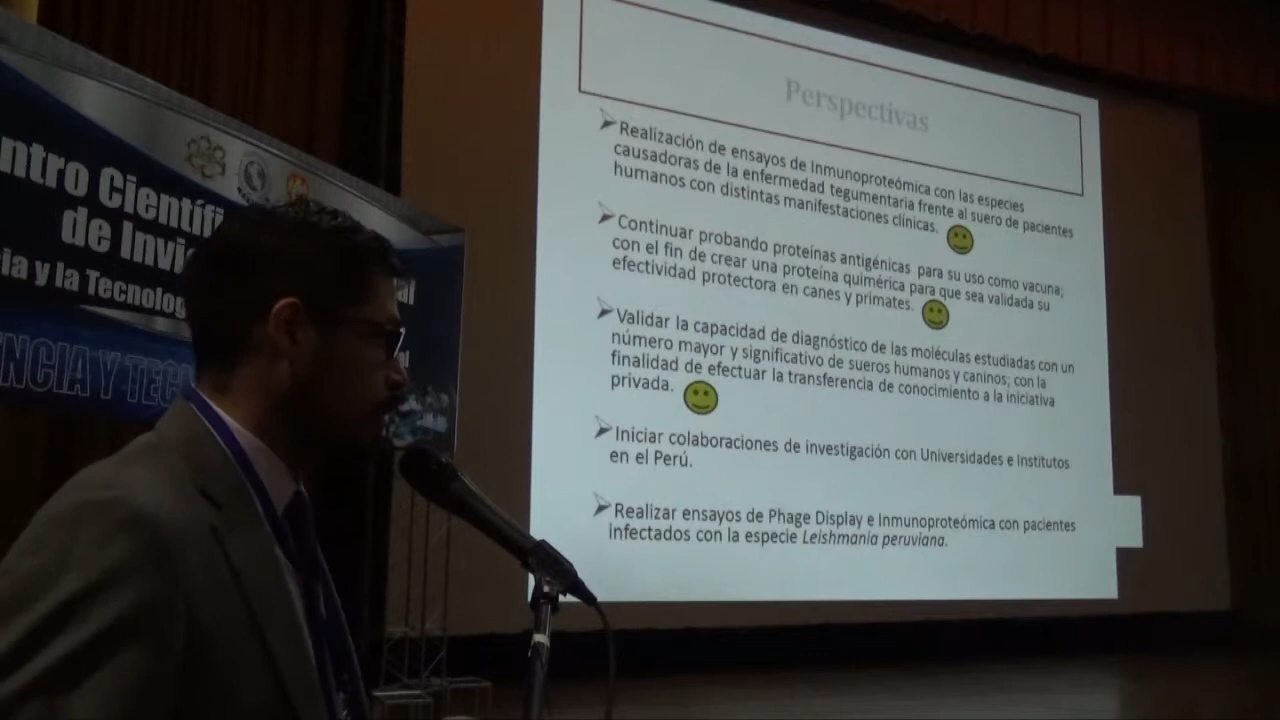 ntro Científi
de Invie
ia y la Tecnolog
ENCIA Y TEC
Perspectivas
Realización de ensayos de Inmunoproteómica con las especies
causadoras de la enfermedad tegumentaria frente al suero de pacientes
humanos con distintas manifestaciones clínicas.
Continuar probando proteínas antigénicas para su uso como vacuna;
con el fin de crear una proteína quimérica para que sea validada su
efectividad protectora en canes y primates.
Validar la capacidad de diagnóstico de las moléculas estudiadas con un
número mayor y significativo de sueros humanos y caninos; con la
finalidad de efectuar la transferencia de conocimiento a la iniciativa
privada.
Iniciar colaboraciones de investigación con Universidades e Institutos
en el Perú.
Realizar ensayos de Phage Display e Inmunoproteómica con pacientes
infectados con la especie Leishmania peruviana.